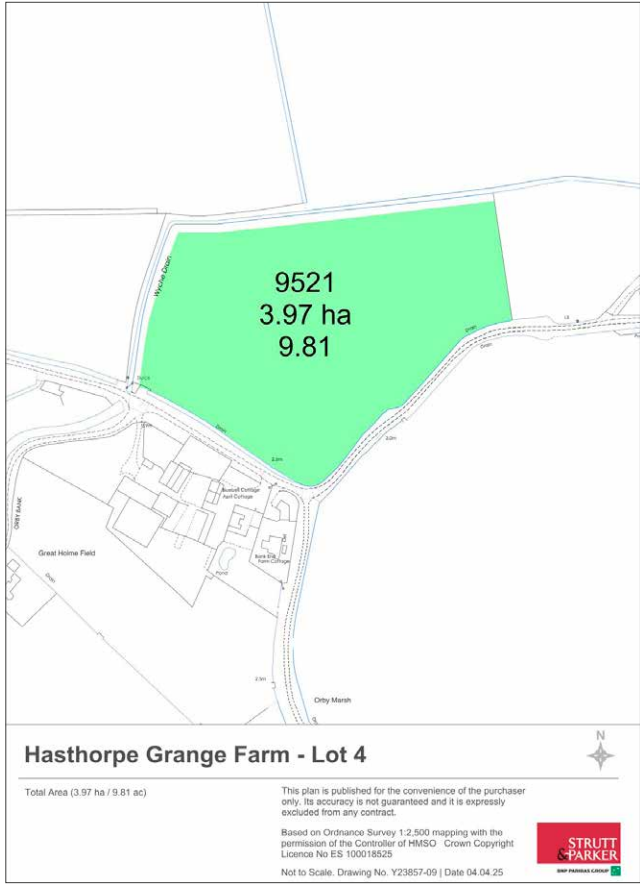 9521
3.97 ha
9.81
Wyche Drain
Drain
Drain
Drain
LB
2.0m
2.0m
Burcell Cottage
April Cottage
ORBY BANK
Great Holme Field
Drain
Bank End
Farm Cottage
Pond
2.1m
Orby Marsh
Hasthorpe Grange Farm - Lot 4
N
Total Area (3.97 ha / 9.81 ac)
This plan is published for the convenience of the purchaser
only. Its accuracy is not guaranteed and it is expressly
excluded from any contract.
Based on Ordnance Survey 1:2,500 mapping with the
permission of the Controller of HMSO   Crown Copyright
Licence No ES 100018525
Not to Scale. Drawing No. Y23857-09 | Date 04.04.25
STRUTT
&PARKER
BNP PARIBAS GROUP